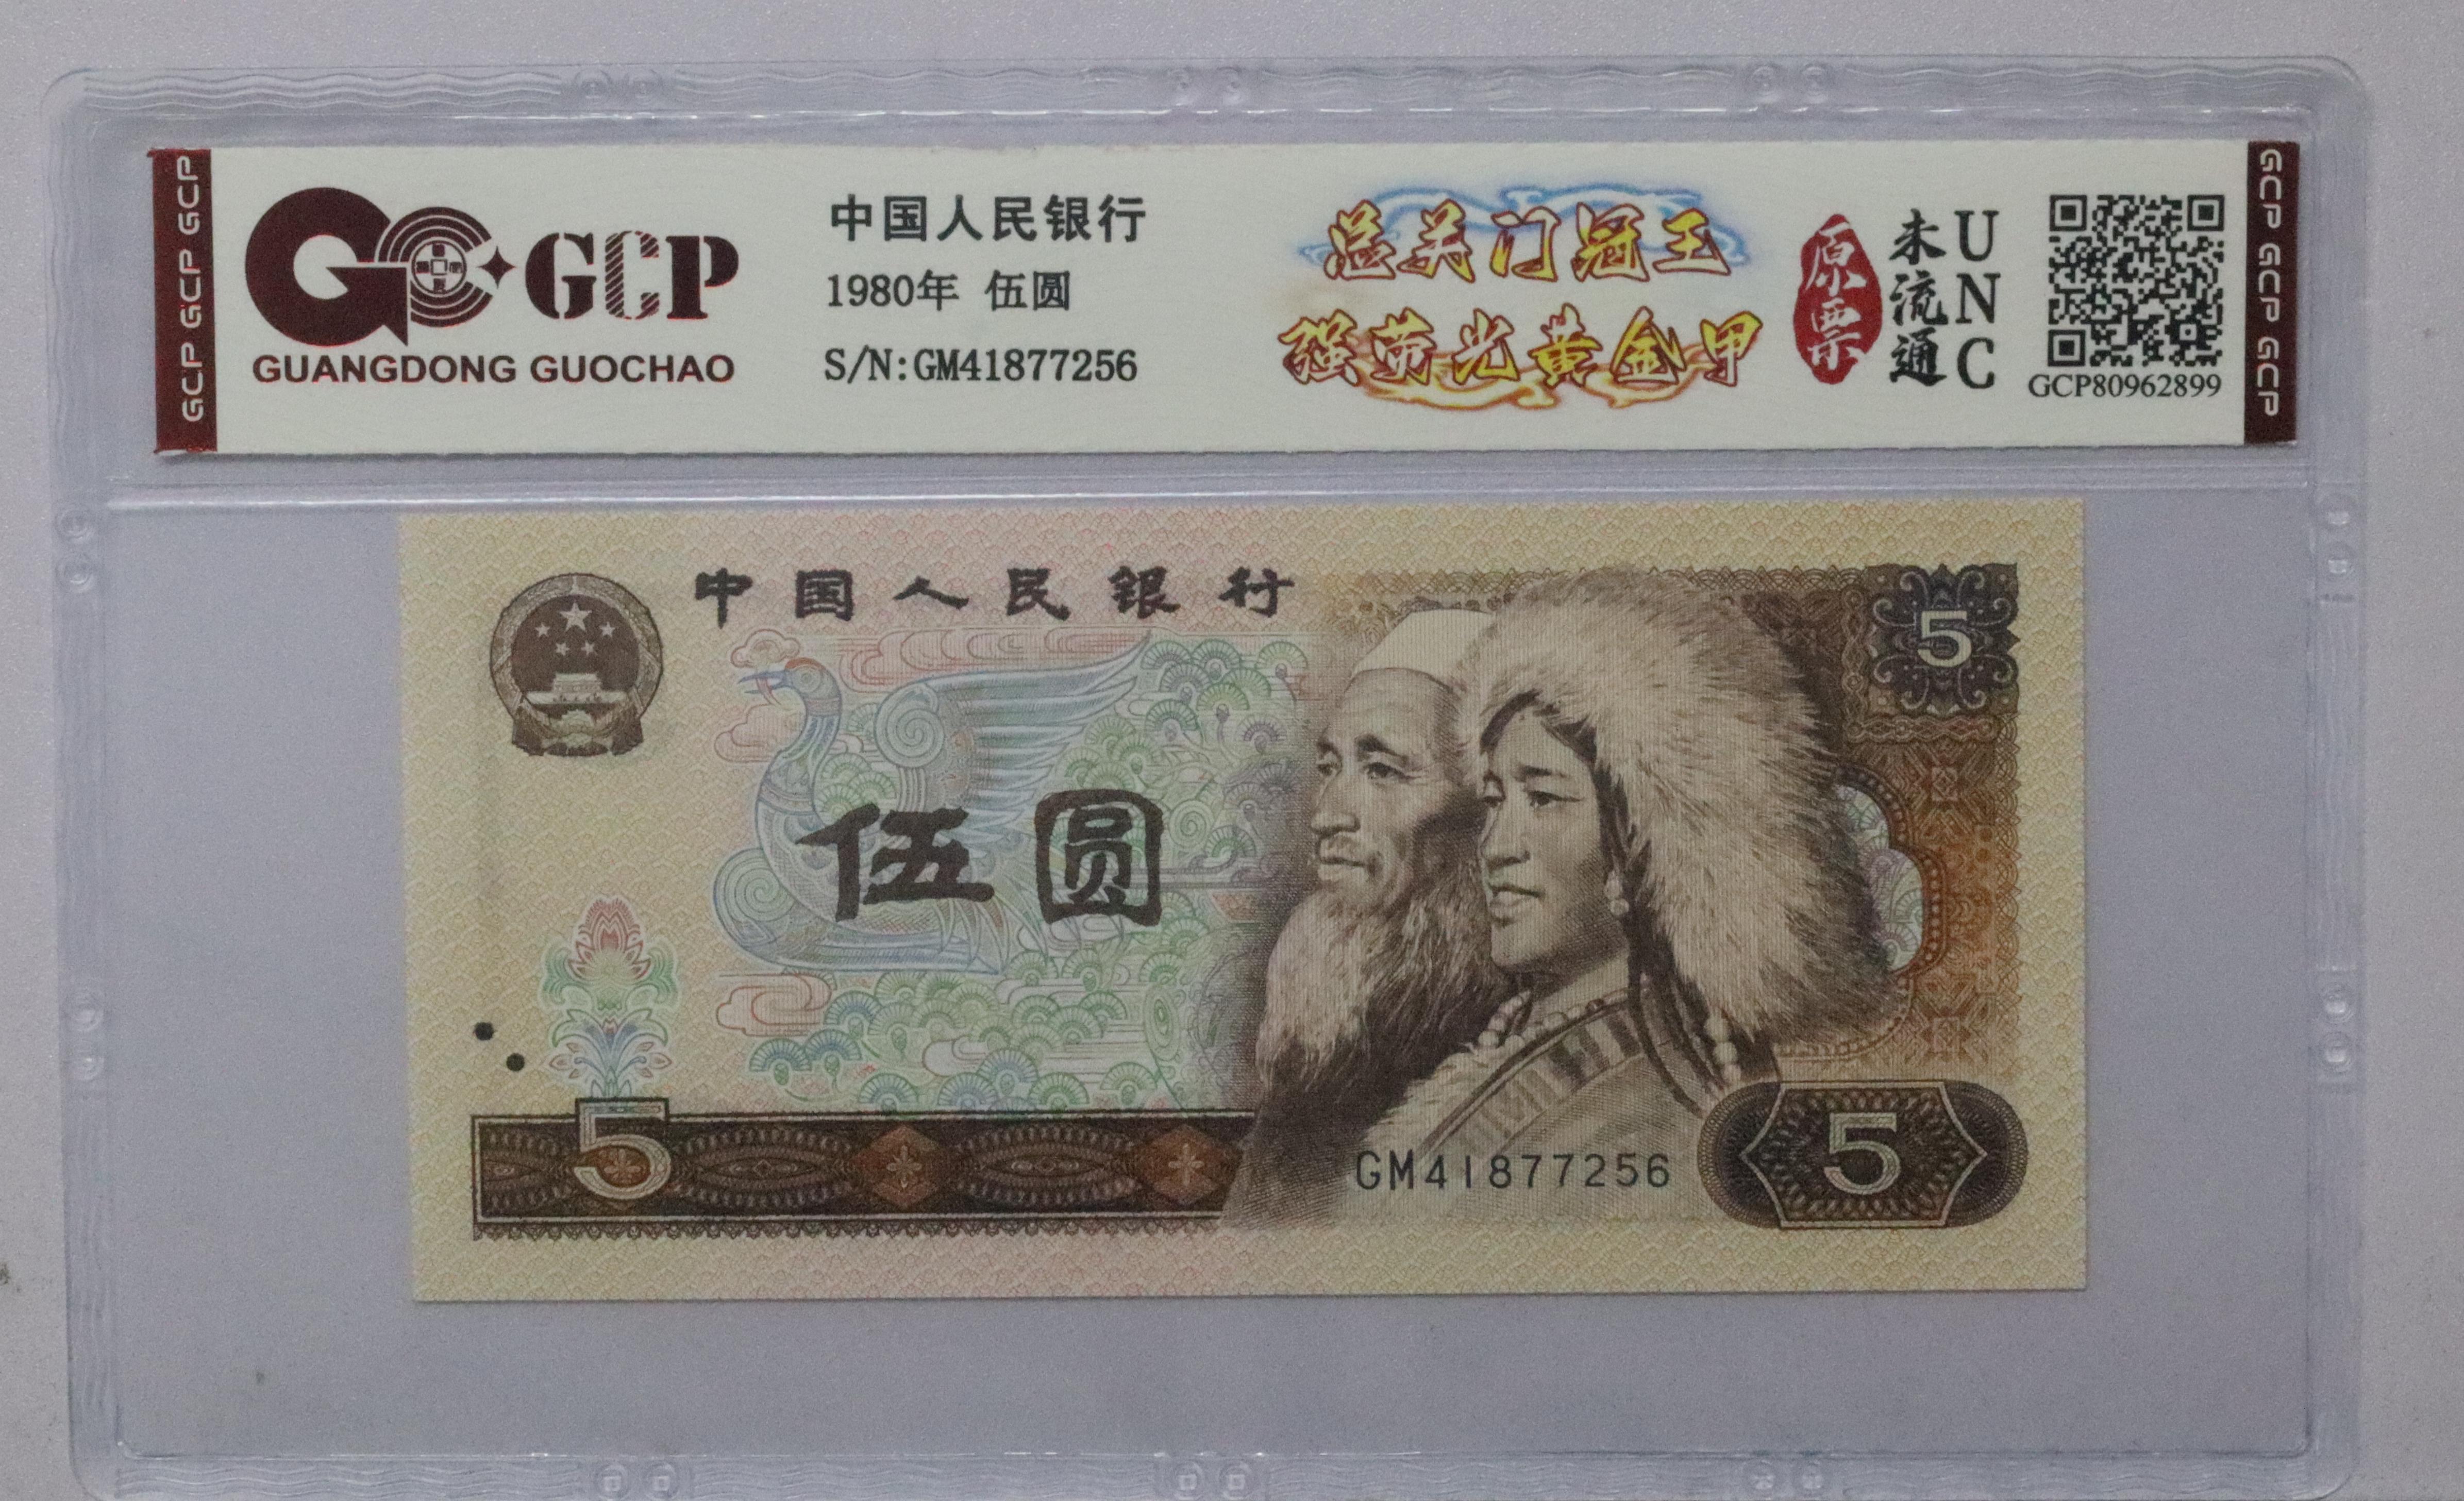 GCP GCP GCP
GCP
GUANGDONG GUOCHAO
中国人民银行
1980年 伍圆
S/N:GM41877256
总关门冠王
强荧光黄金甲
原票
未流通
UNC
GCP80962899
GCP GCP GCP
中国人民银行
5
伍圆
5
GM41877256
5